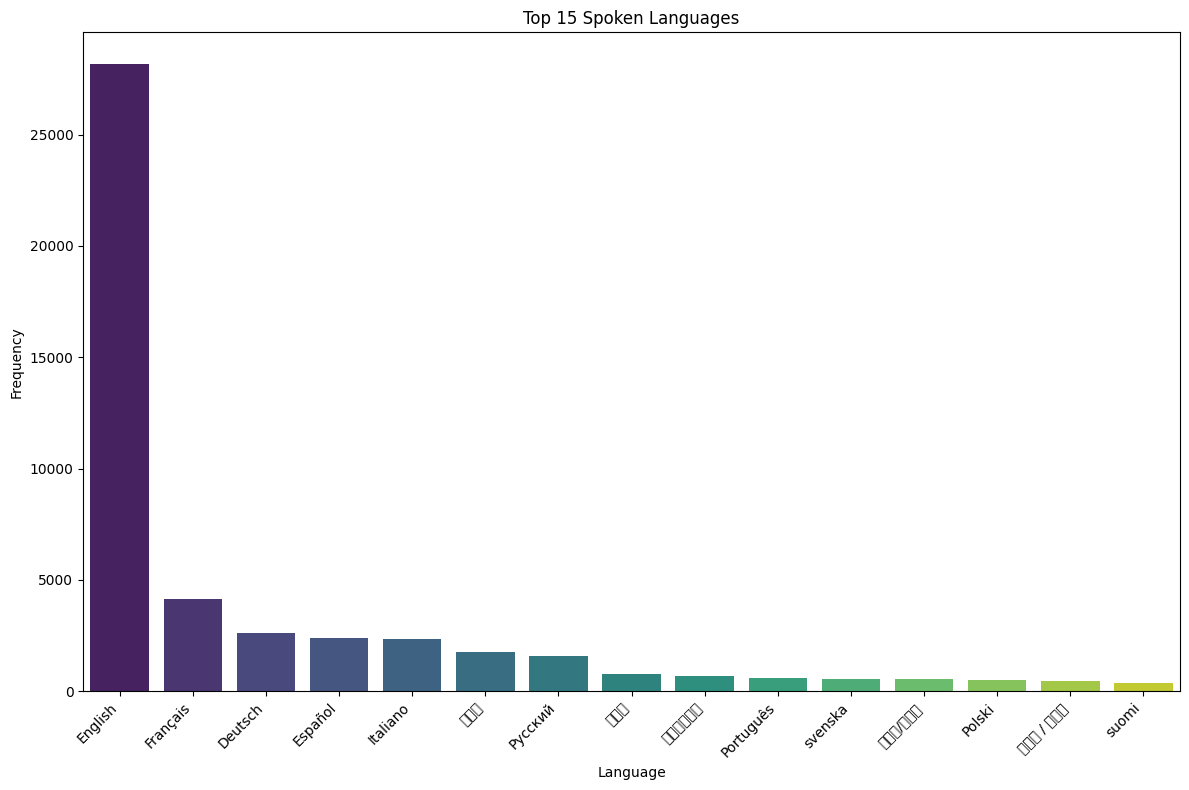 Top 15 Spoken Languages
Frequency
25000
20000
15000
10000
5000
0
English
Français
Deutsch
Español
Italiano
Pусский
Português
svenska
Polski
suomi
Language